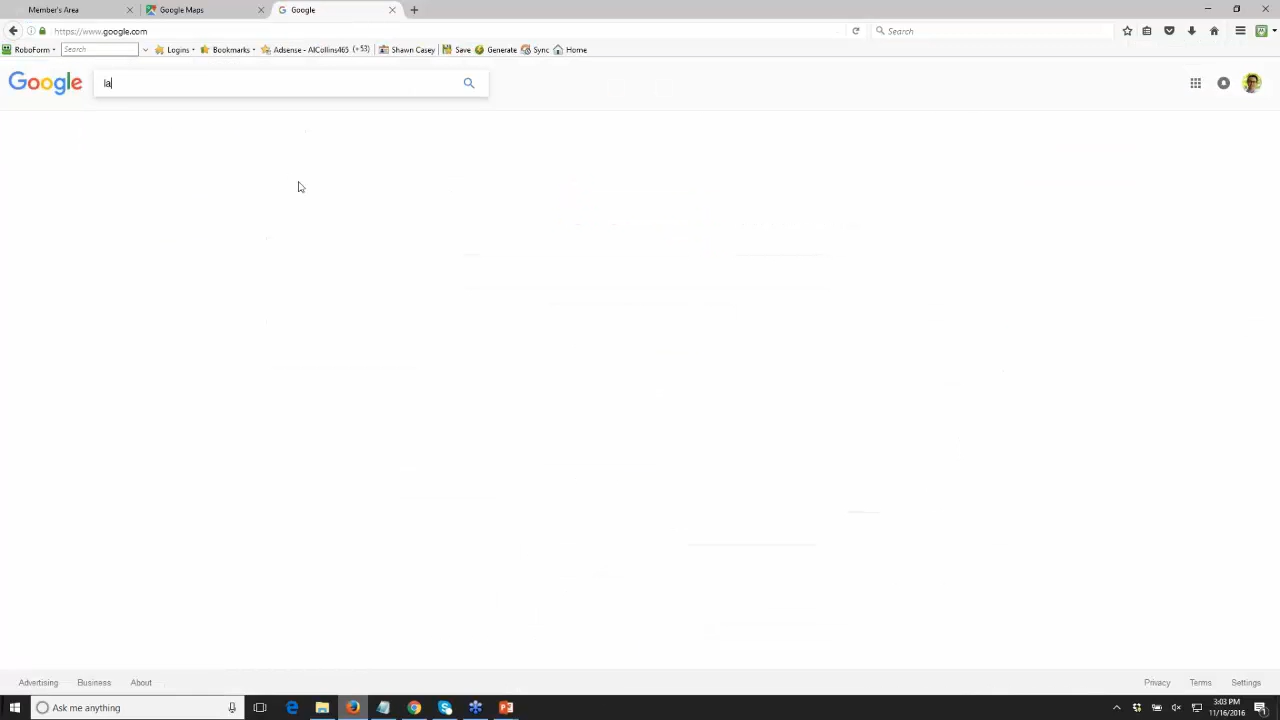 Member's Area Google Maps Google
https://www.google.com Search
RoboForm Search Logins Bookmarks Adsense - AlCollins465 (+53) Shawn Casey Save Generate Sync Home
Google la
Advertising Business About Privacy Terms Settings
Ask me anything 3:03 PM
11/16/2016